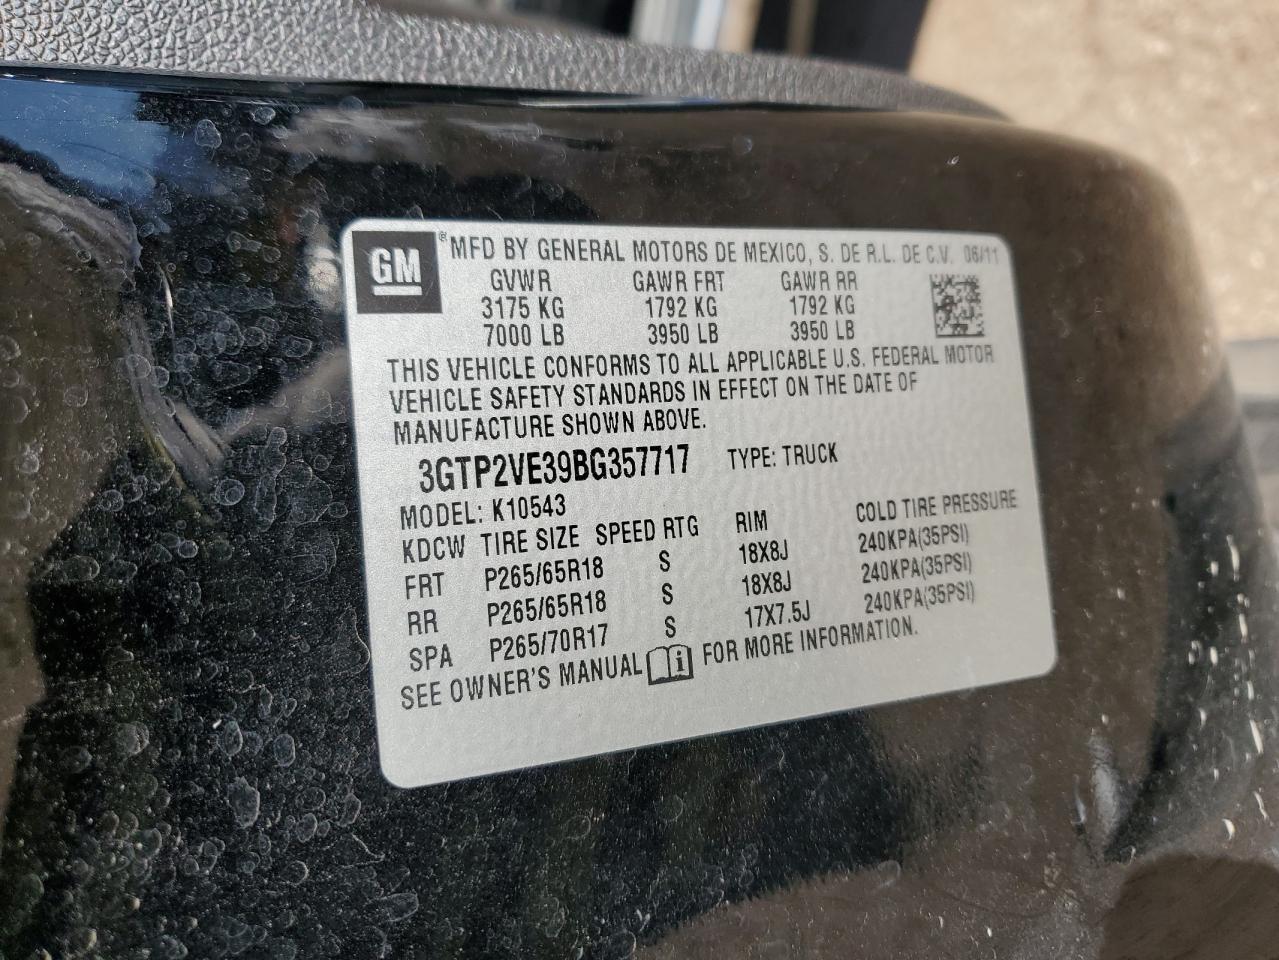 GM® MFD BY GENERAL MOTORS DE MEXICO, S. DE R.L. DE C.V. 06/11
GVWR GAWR FRT GAWR RR
3175 KG 1792 KG 1792 KG
7000 LB 3950 LB 3950 LB
THIS VEHICLE CONFORMS TO ALL APPLICABLE U.S. FEDERAL MOTOR
VEHICLE SAFETY STANDARDS IN EFFECT ON THE DATE OF
MANUFACTURE SHOWN ABOVE.
3GTP2VE39BG357717 TYPE: TRUCK
MODEL: K10543
KDCW TIRE SIZE SPEED RTG RIM COLD TIRE PRESSURE
FRT P265/65R18 S 18X8J 240KPA(35PSI)
RR P265/65R18 S 18X8J 240KPA(35PSI)
SPA P265/70R17 S 17X7.5J 240KPA(35PSI)
SEE OWNER'S MANUAL i FOR MORE INFORMATION.